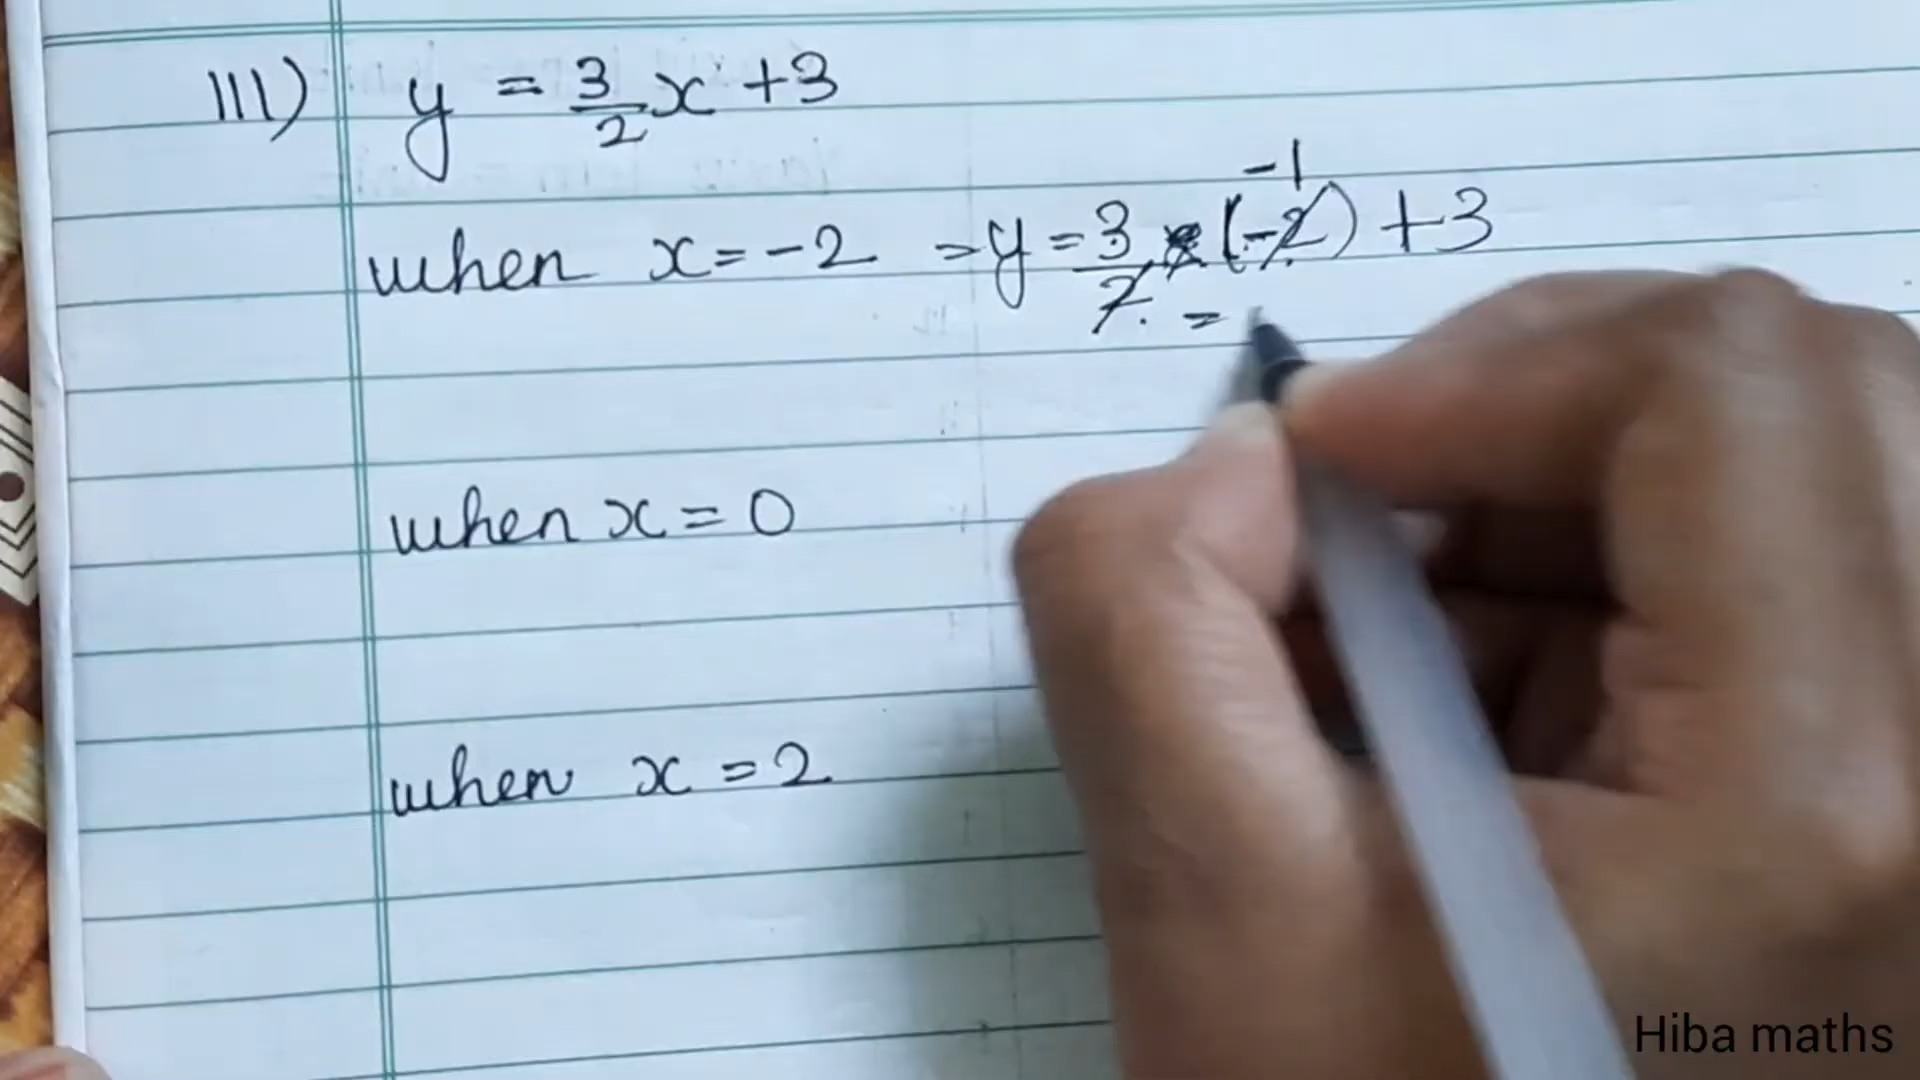 III) y = 3/2 x + 3
when x = -2 = y = 3/2 × (-2) + 3
-1
=
when x = 0
when x = 2
Hiba maths